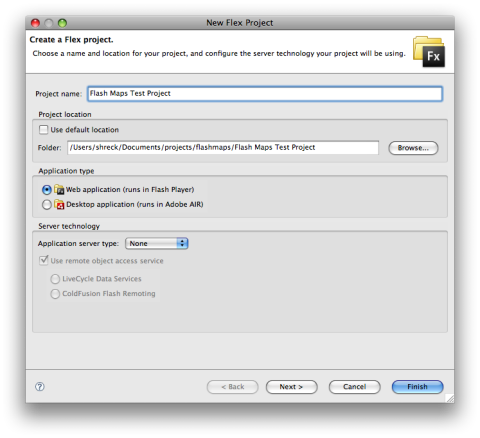 New Flex Project
Create a Flex project.
Choose a name and location for your project, and configure the server technology your project will be using.
Fx
Project name: Flash Maps Test Project
Project location
Use default location
Folder: /Users/shreck/Documents/projects/flashmaps/Flash Maps Test Project Browse...
Application type
Web application (runs in Flash Player)
Desktop application (runs in Adobe AIR)
Server technology
Application server type: None
Use remote object access service
LiveCycle Data Services
ColdFusion Flash Remoting
? < Back Next > Cancel Finish